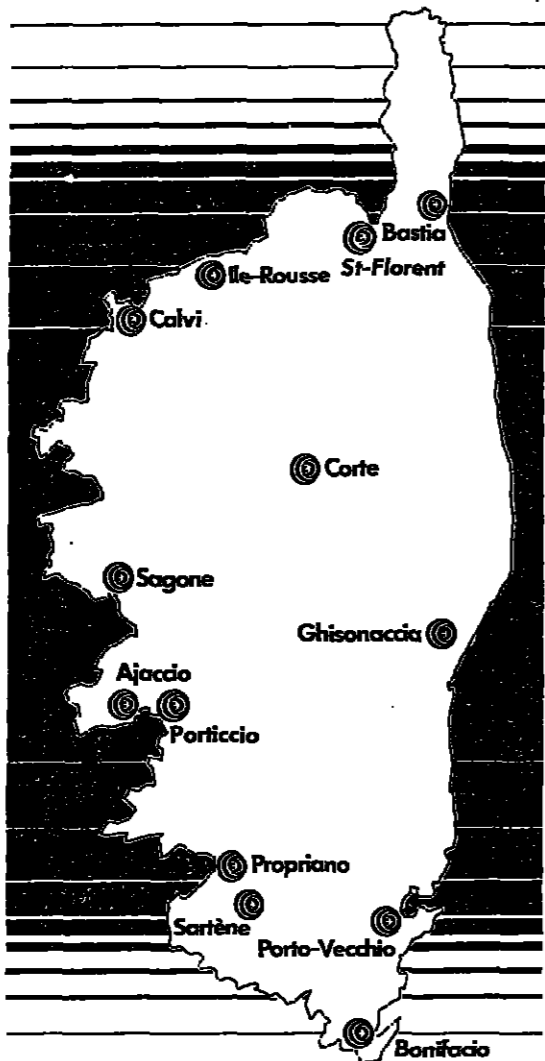 Bastia
St-Florent
Ile-Rousse
Calvi
Corte
Sagone
Ghisonaccia
Ajaccio
Porticcio
Propriano
Sartène
Porto-Vecchio
Bonifacio